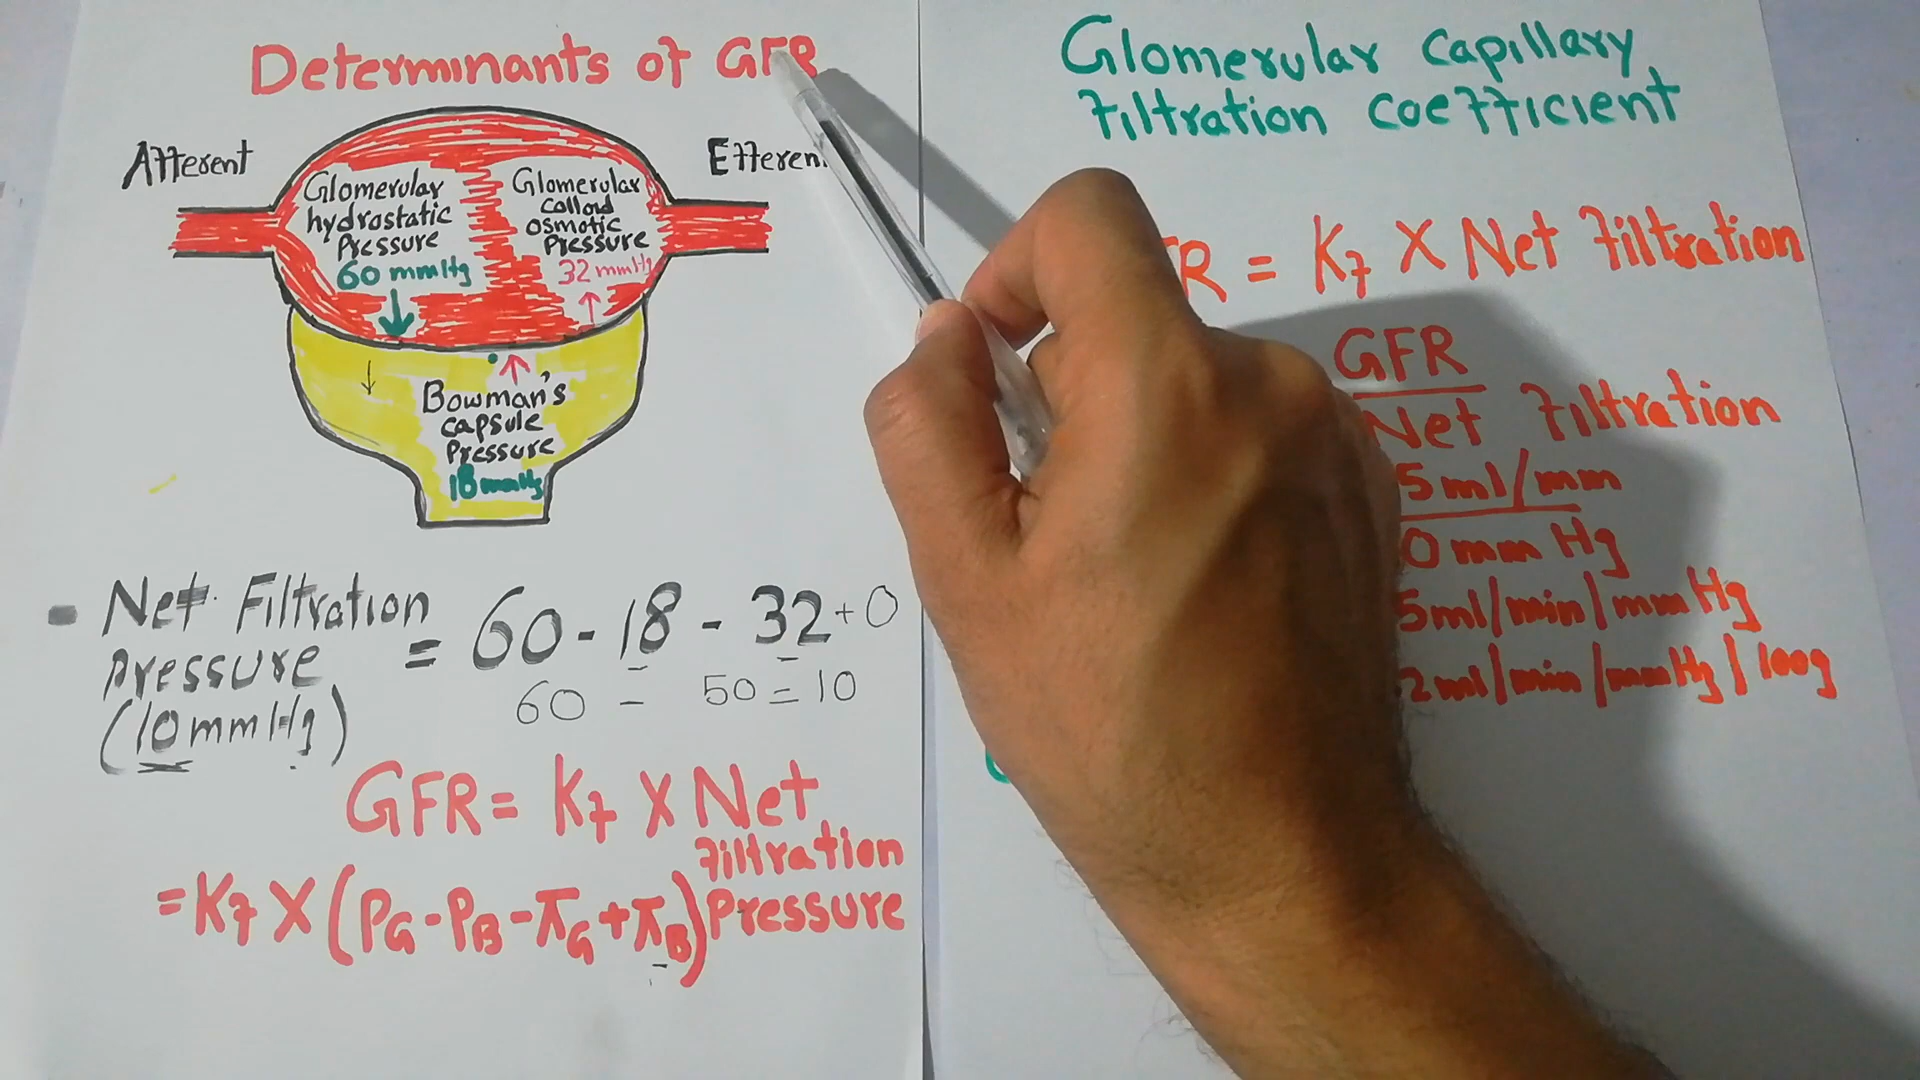 Determinants of GFR
Afferent
Efferen
Glomerular
hydrostatic
Pressure
60 mmHg
Glomerular
colloid
osmotic
Pressure
32 mmHg
Bowman's
capsule
Pressure
18 mmHg
- Net Filtration
Pressure
(10mmHg)
= 60 - 18 - 32 + 0
60 - 50 = 10
GFR = Kf X Net
filtration
Pressure
= Kf X (PG - PB - πG + πB)
Glomerular capillary
filtration coefficient
R = Kf X Net filtration
GFR
Net filtration
5ml/mm
0 mm Hg
5ml/min/mmHg
2ml/min/mmHg/100g